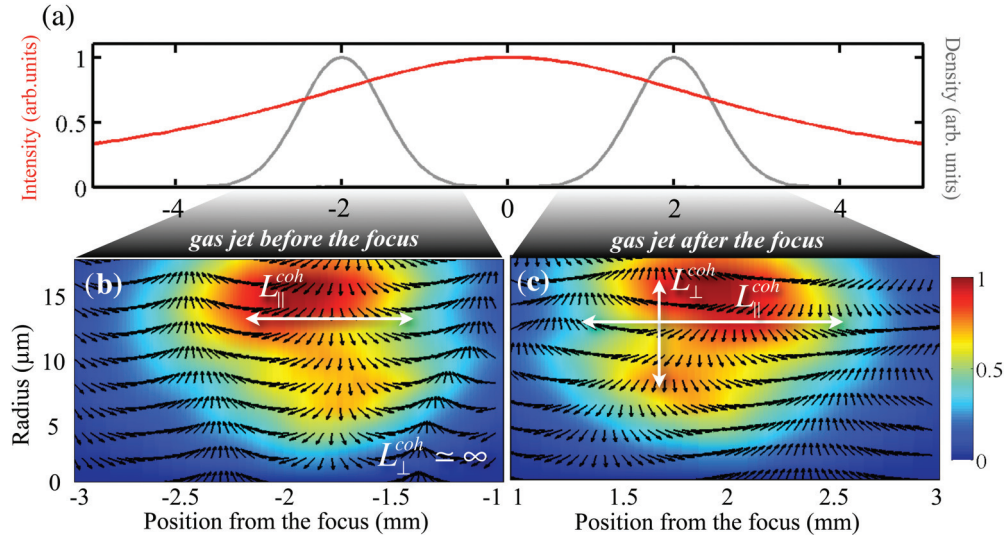 (a)
Intensity (arb.units)
1
0.5
0
Density (arb. units)
-4
-2
0
2
4
gas jet before the focus
gas jet after the focus
(b)
L∥^coh
L⊥^coh ≃ ∞
Radius (μm)
15
10
5
0
-3
-2.5
-2
-1.5
-1
Position from the focus (mm)
(c)
L⊥^coh
L∥^coh
1
1.5
2
2.5
3
Position from the focus (mm)
1
0.5
0